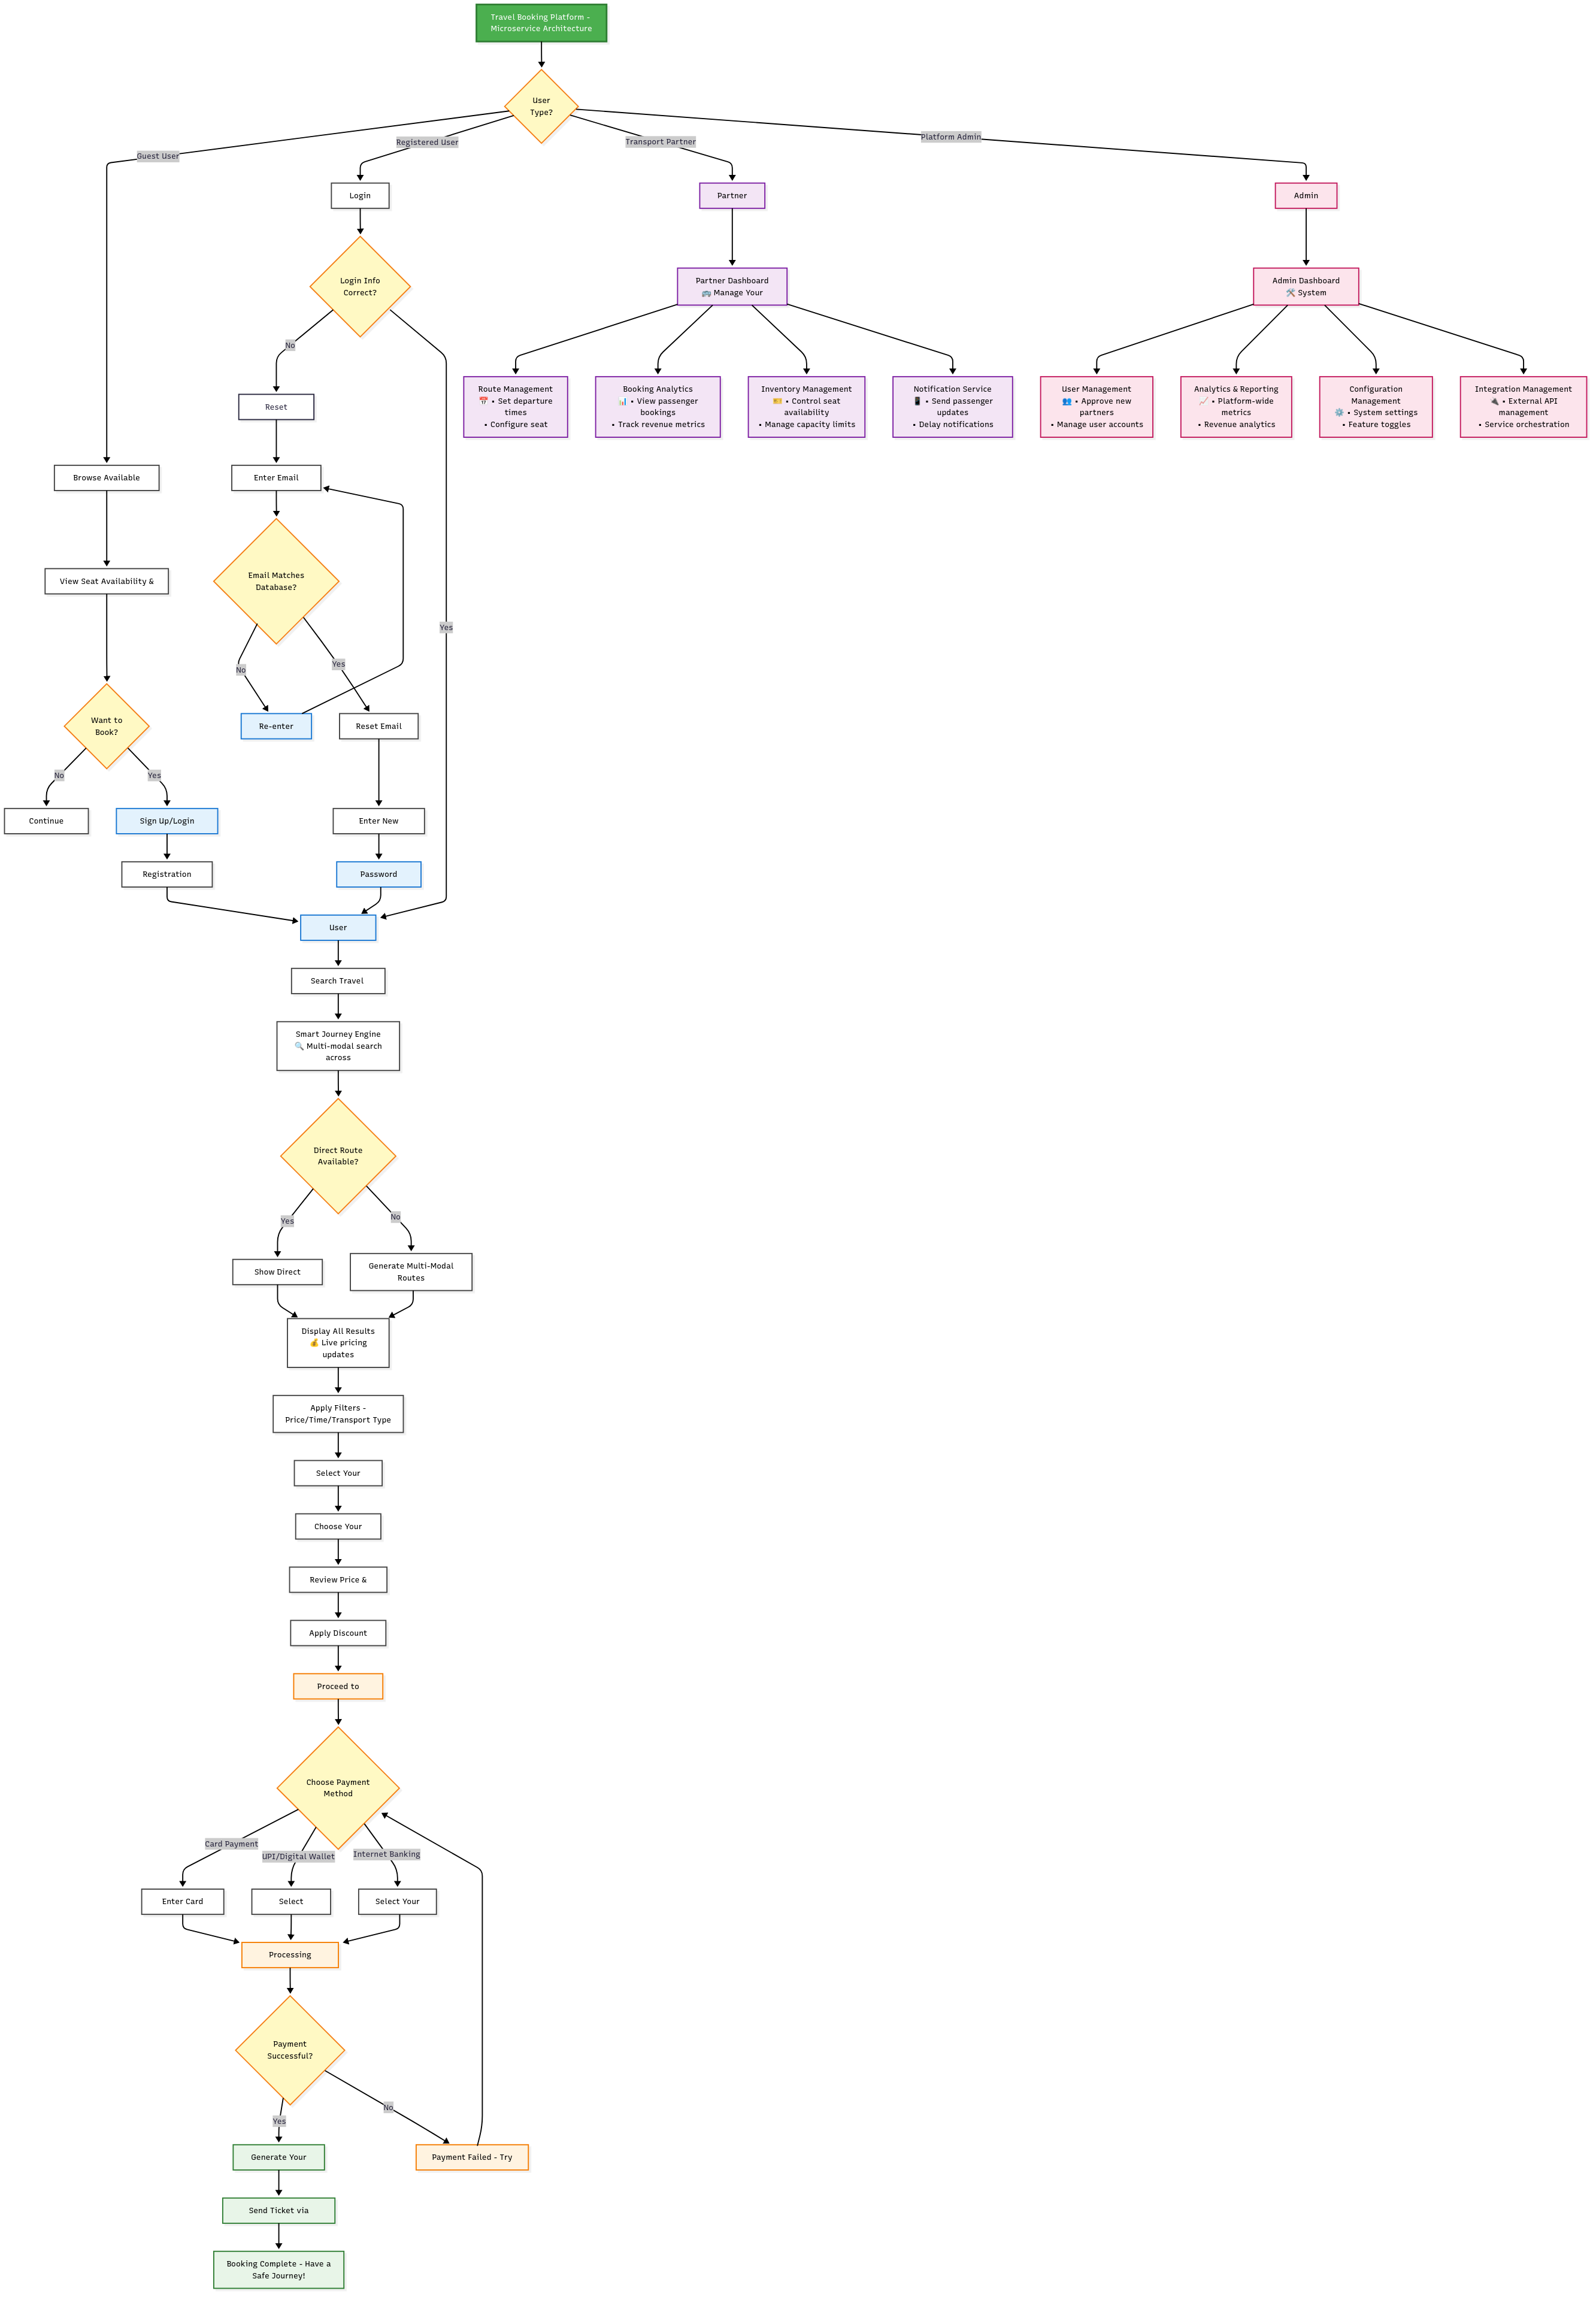 Travel Booking Platform -
Microservice Architecture
User
Type?
Guest User
Registered User
Transport Partner
Platform Admin
Login
Partner
Admin
Login Info
Correct?
Partner Dashboard
🚌 Manage Your
Admin Dashboard
🛠️ System
No
Route Management
📅 • Set departure
times
• Configure seat
Booking Analytics
📊 • View passenger
bookings
• Track revenue metrics
Inventory Management
🎫 • Control seat
availability
• Manage capacity limits
Notification Service
📱 • Send passenger
updates
• Delay notifications
User Management
👥 • Approve new
partners
• Manage user accounts
Analytics & Reporting
📈 • Platform-wide
metrics
• Revenue analytics
Configuration
Management
⚙️ • System settings
• Feature toggles
Integration Management
🔌 • External API
management
• Service orchestration
Reset
Browse Available
Enter Email
View Seat Availability &
Email Matches
Database?
Yes
No
Yes
Want to
Book?
Re-enter
Reset Email
No
Yes
Continue
Sign Up/Login
Enter New
Registration
Password
User
Search Travel
Smart Journey Engine
🔍 Multi-modal search
across
Direct Route
Available?
Yes
No
Show Direct
Generate Multi-Modal
Routes
Display All Results
💰 Live pricing
updates
Apply Filters -
Price/Time/Transport Type
Select Your
Choose Your
Review Price &
Apply Discount
Proceed to
Choose Payment
Method
Card Payment
UPI/Digital Wallet
Internet Banking
Enter Card
Select
Select Your
Processing
Payment
Successful?
Yes
No
Generate Your
Payment Failed - Try
Send Ticket via
Booking Complete - Have a
Safe Journey!